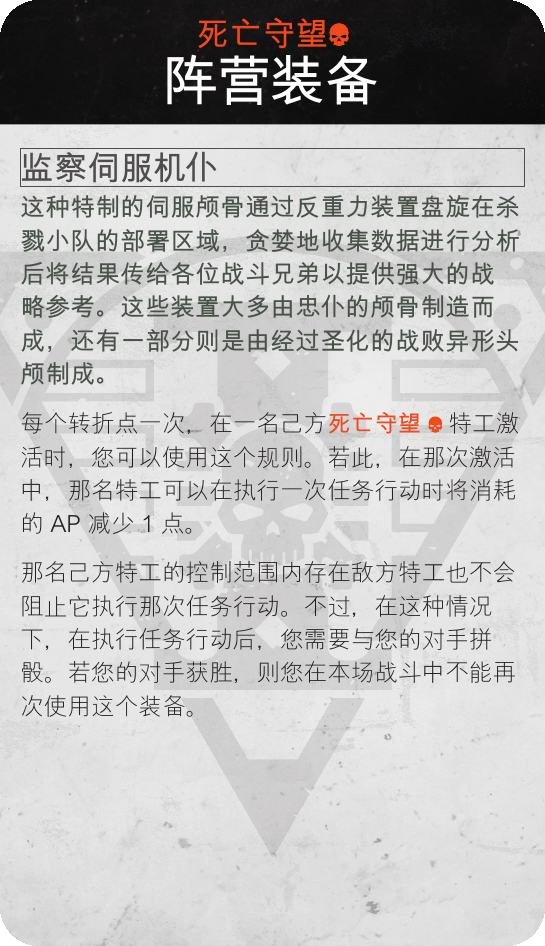 死亡守望
阵营装备
监察伺服机仆
这种特制的伺服颅骨通过反重力装置盘旋在杀
戮小队的部署区域，贪婪地收集数据进行分析
后将结果传给各位战斗兄弟以提供强大的战
略参考。这些装置大多由忠仆的颅骨制造而
成，还有一部分则是由经过圣化的战败异形头
颅制成。
每个转折点一次，在一名己方死亡守望特工激
活时，您可以使用这个规则。若此，在那次激活
中，那名特工可以在执行一次任务行动时将消耗
的 AP 减少 1 点。
那名己方特工的控制范围内存在敌方特工也不会
阻止它执行那次任务行动。不过，在这种情况
下，在执行任务行动后，您需要与您的对手拼
骰。若您的对手获胜，则您在本场战斗中不能再
次使用这个装备。